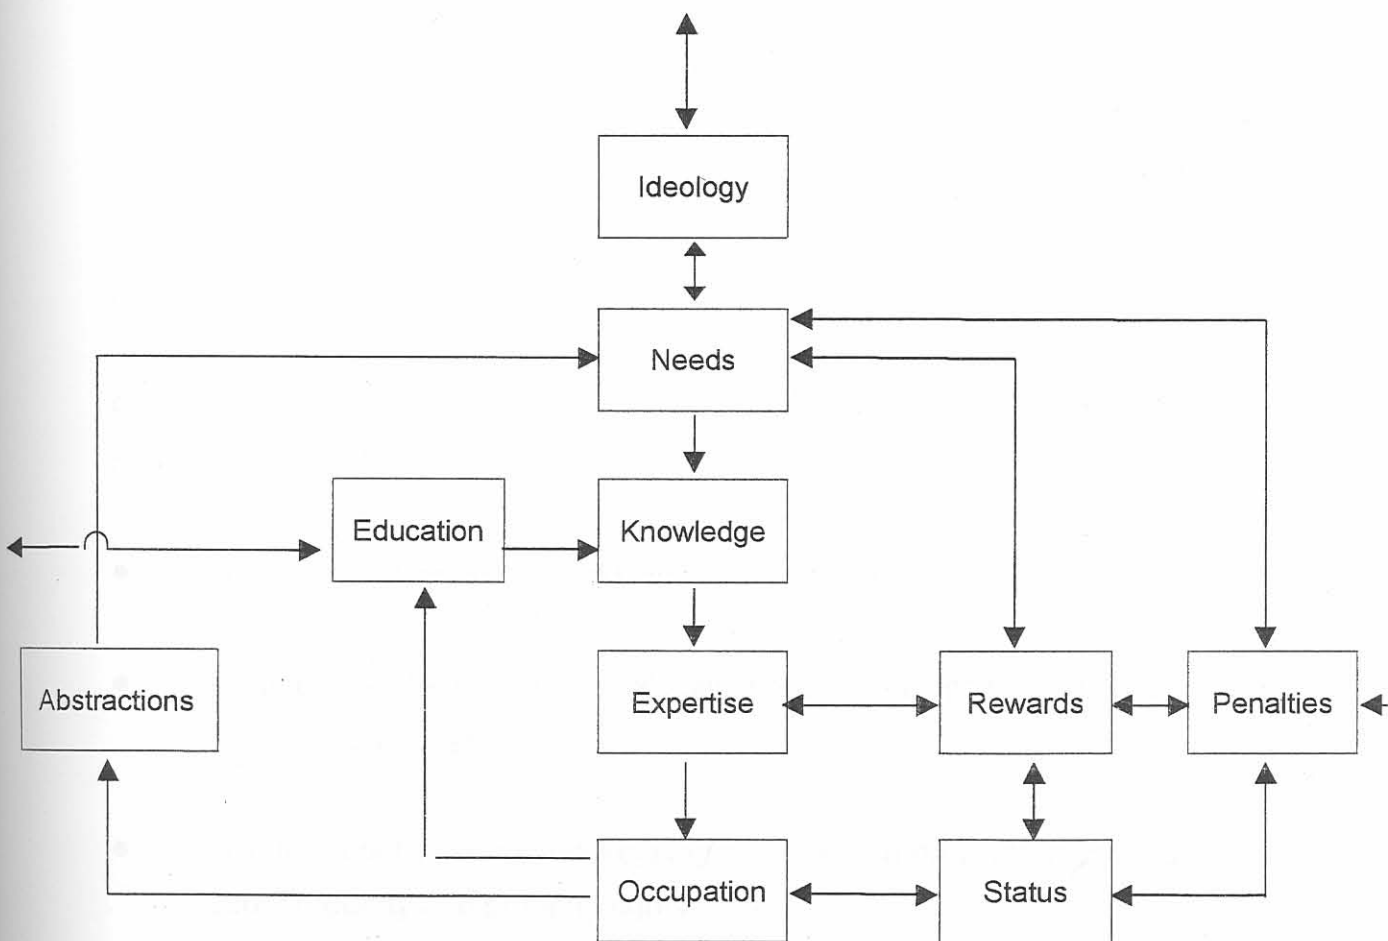 Ideology
Needs
Education
Knowledge
Abstractions
Expertise
Rewards
Penalties
Occupation
Status